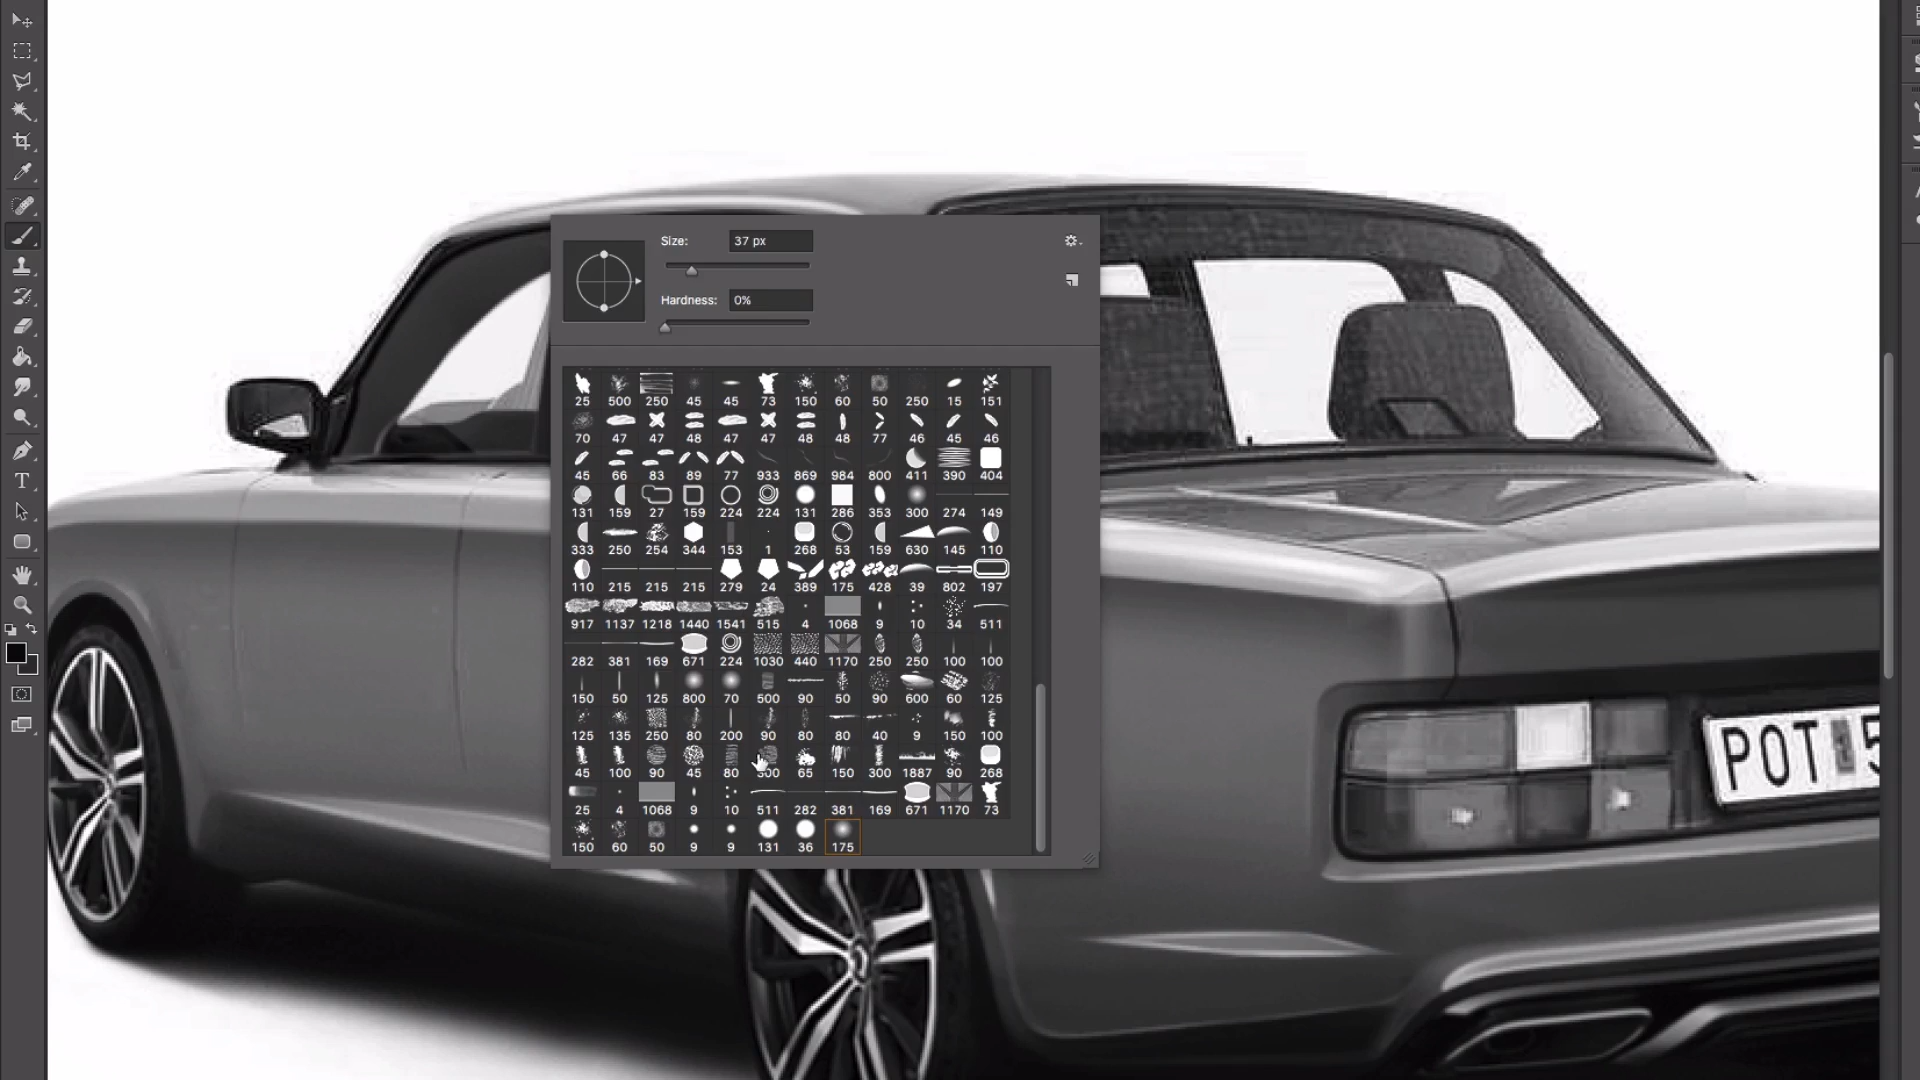 Size: 37 px
Hardness: 0%
25 500 250 45 45 73 150 60 50 250 15 151
70 47 47 48 47 47 48 48 77 46 45 46
45 66 83 89 77 933 869 984 800 411 390 404
131 159 27 159 224 224 131 286 353 300 274 149
333 250 254 344 153 1 268 53 159 630 145 110
110 215 215 215 279 24 389 175 428 39 802 197
917 1137 1218 1440 1541 515 4 1068 9 10 34 511
282 381 169 671 224 1030 440 1170 250 250 100 100
150 50 125 800 70 500 90 50 90 600 60 125
125 135 250 80 200 90 80 80 40 9 150 100
45 100 90 45 80 300 65 150 300 1887 90 268
25 4 1068 9 10 511 282 381 169 671 1170 73
150 60 50 9 9 131 36 175
T
POT 5